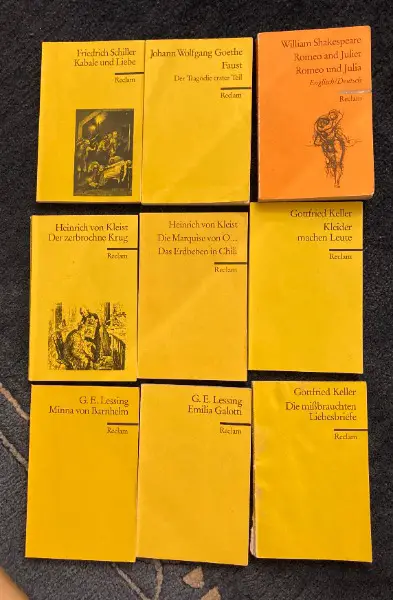 Friedrich Schiller
Kabale und Liebe
Reclam
Johann Wolfgang Goethe
Faust
Der Tragödie erster Teil
Reclam
William Shakespeare
Romeo and Juliet
Romeo und Julia
Englisch/Deutsch
Reclam
Heinrich von Kleist
Der zerbrochne Krug
Reclam
Heinrich von Kleist
Die Marquise von O...
Das Erdbeben in Chili
Reclam
Gottfried Keller
Kleider
machen Leute
Reclam
G. E. Lessing
Minna von Barnhelm
Reclam
G. E. Lessing
Emilia Galotti
Reclam
Gottfried Keller
Die mißbrauchten
Liebesbriefe
Reclam